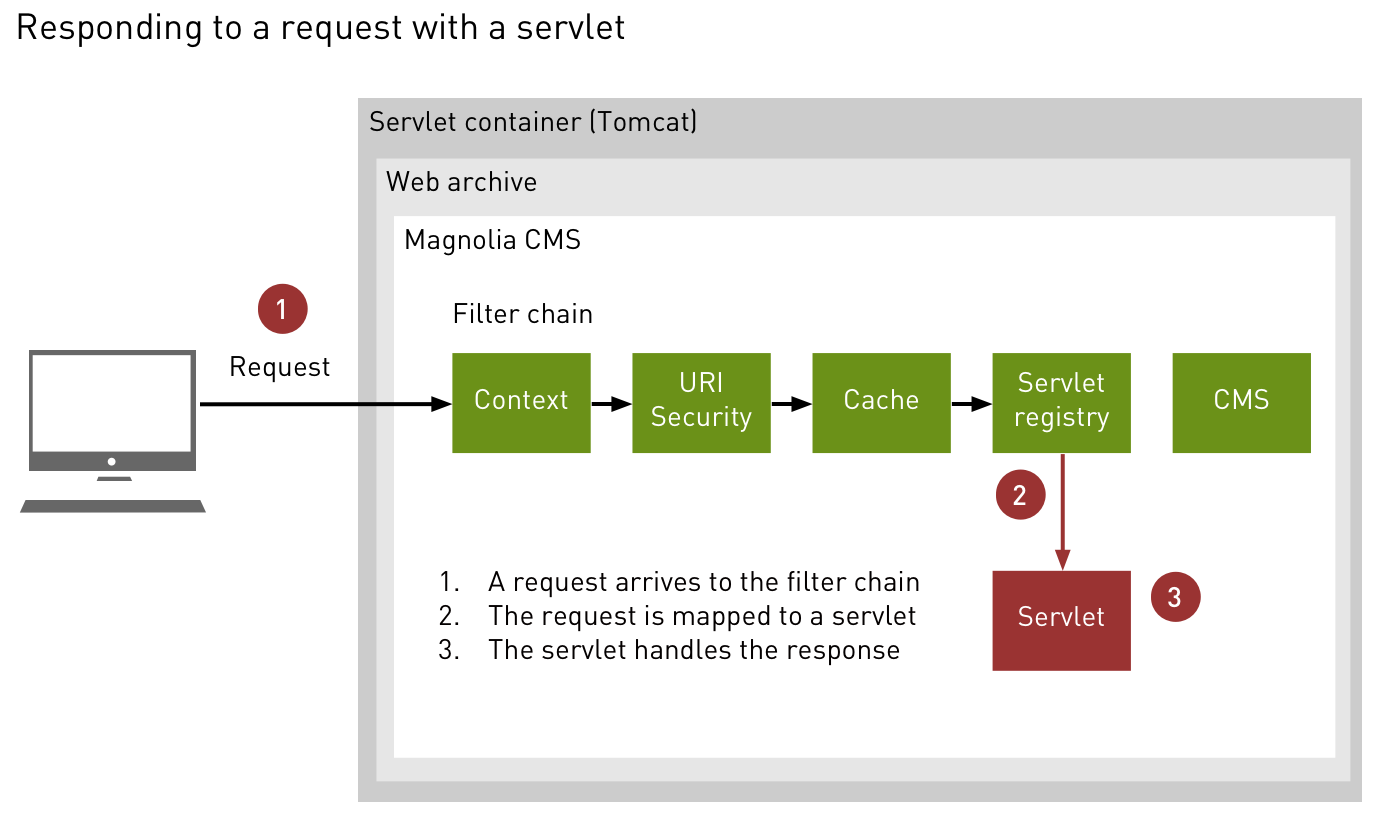 Responding to a request with a servlet
Servlet container (Tomcat)
Web archive
Magnolia CMS
1
Request
Filter chain
Context
URI
Security
Cache
Servlet
registry
CMS
2
1. A request arrives to the filter chain
2. The request is mapped to a servlet
3. The servlet handles the response
Servlet
3